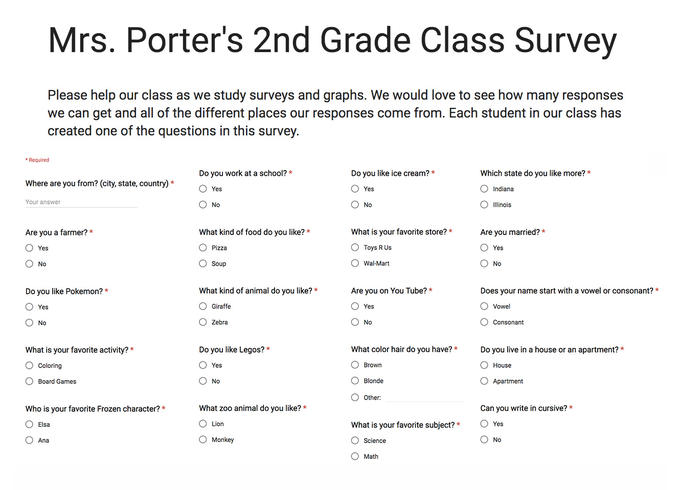 Mrs. Porter's 2nd Grade Class Survey
Please help our class as we study surveys and graphs. We would love to see how many responses
we can get and all of the different places our responses come from. Each student in our class has
created one of the questions in this survey.
* Required
Where are you from? (city, state, country) *
Your answer
Are you a farmer? *
Yes
No
Do you like Pokemon? *
Yes
No
What is your favorite activity? *
Coloring
Board Games
Who is your favorite Frozen character? *
Elsa
Ana
Do you work at a school? *
Yes
No
What kind of food do you like? *
Pizza
Soup
What kind of animal do you like? *
Giraffe
Zebra
Do you like Legos? *
Yes
No
What zoo animal do you like? *
Lion
Monkey
Do you like ice cream? *
Yes
No
What is your favorite store? *
Toys R Us
Wal-Mart
Are you on You Tube? *
Yes
No
What color hair do you have? *
Brown
Blonde
Other:
What is your favorite subject? *
Science
Math
Which state do you like more? *
Indiana
Illinois
Are you married? *
Yes
No
Does your name start with a vowel or consonant? *
Vowel
Consonant
Do you live in a house or an apartment? *
House
Apartment
Can you write in cursive? *
Yes
No